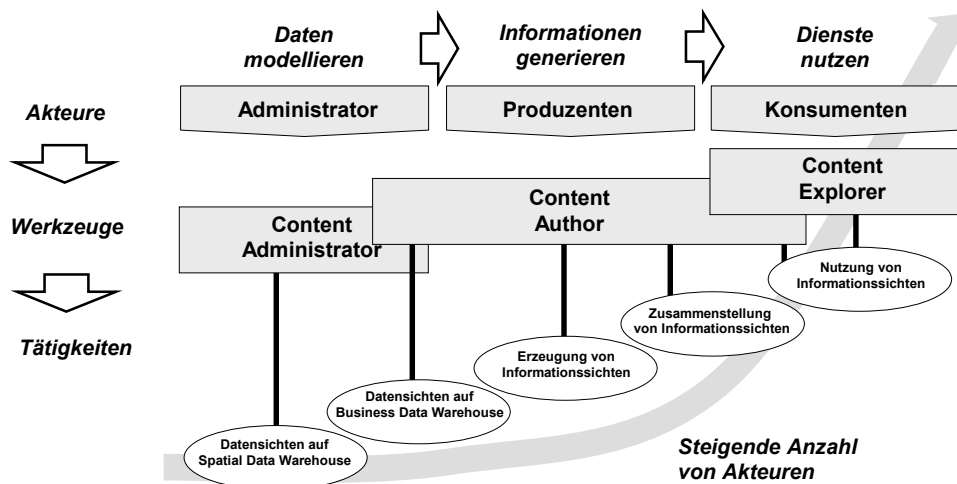 Daten
modellieren
Informationen
generieren
Dienste
nutzen
Akteure
Administrator
Produzenten
Konsumenten
Werkzeuge
Content
Administrator
Content
Author
Content
Explorer
Tätigkeiten
Datensichten auf
Spatial Data Warehouse
Datensichten auf
Business Data Warehouse
Erzeugung von
Informationssichten
Zusammenstellung
von Informationssichten
Nutzung von
Informationssichten
Steigende Anzahl
von Akteuren